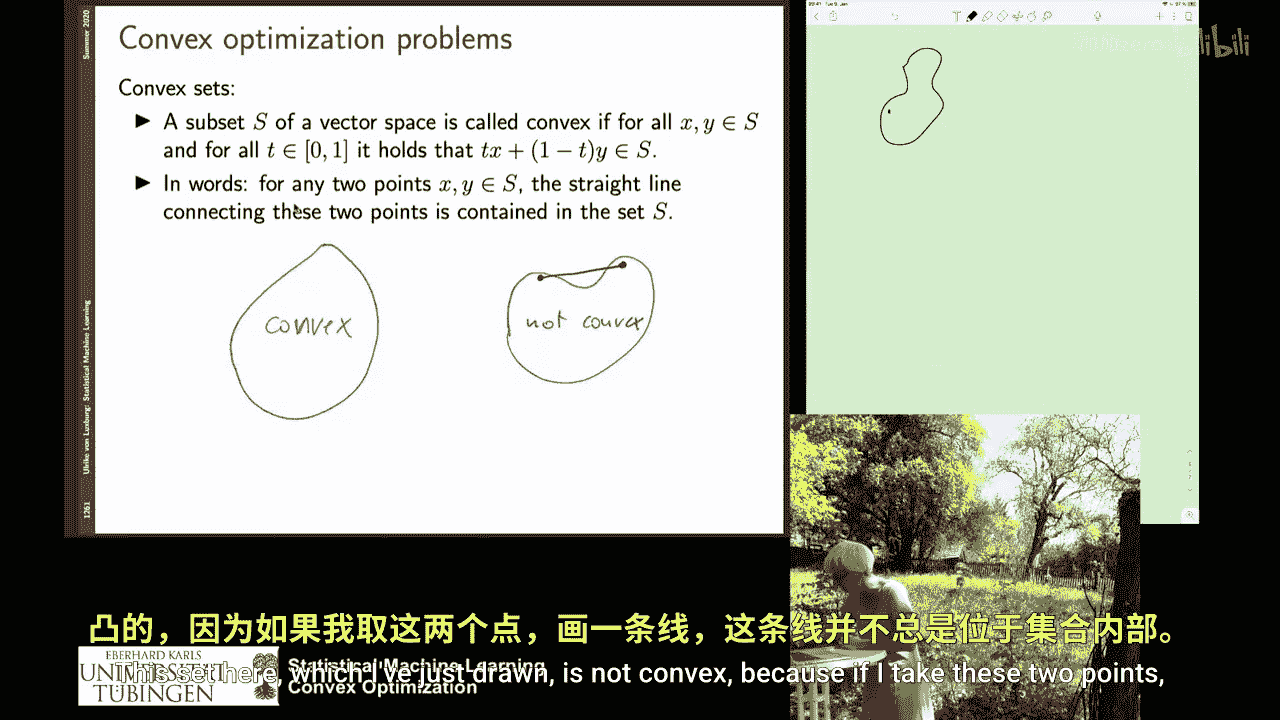 Summer 2020
Convex optimization problems
Convex sets:
▶ A subset S of a vector space is called convex if for all x, y ∈ S
and for all t ∈ [0, 1] it holds that tx + (1 − t)y ∈ S.
▶ In words: for any two points x, y ∈ S, the straight line
connecting these two points is contained in the set S.
convex
not convex
Ulrike von Luxburg: Statistical Machine Learning
1261
bilibili
凸的，因为如果我取这两个点，画一条线，这条线并不总是位于集合内部。
This set here, which I've just drawn, is not convex, because if I take these two points,
EBERHARD KARLS
UNIVERSITÄT
TÜBINGEN
Statistical Machine Learning
Convex Optimization